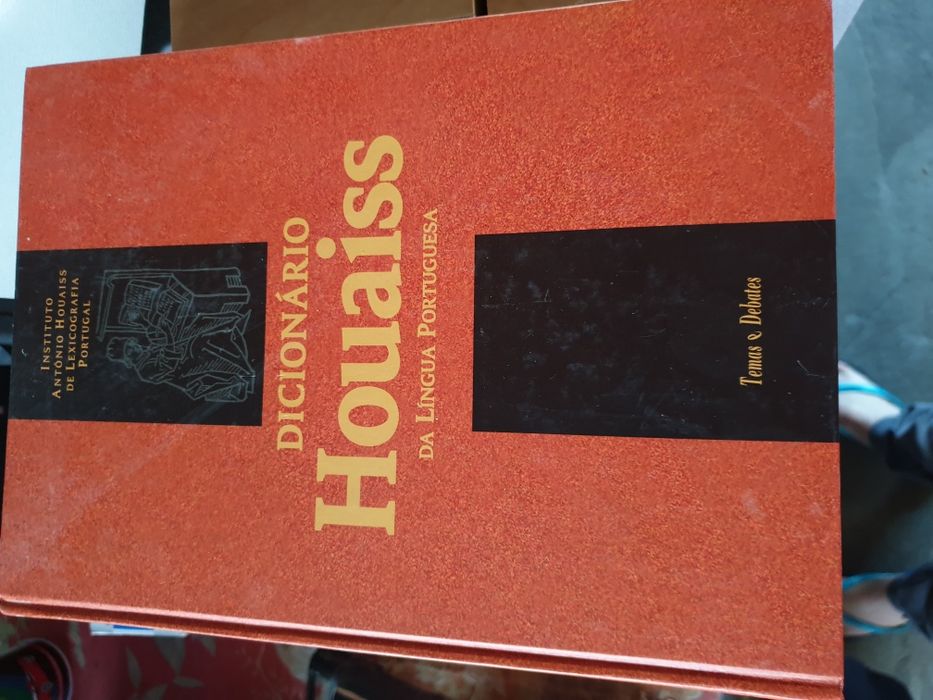 INSTITUTO
ANTÓNIO HOUAISS
DE LEXICOGRAFIA
PORTUGAL
DICIONÁRIO
Houaiss
DA LÍNGUA PORTUGUESA
Temas e Debates